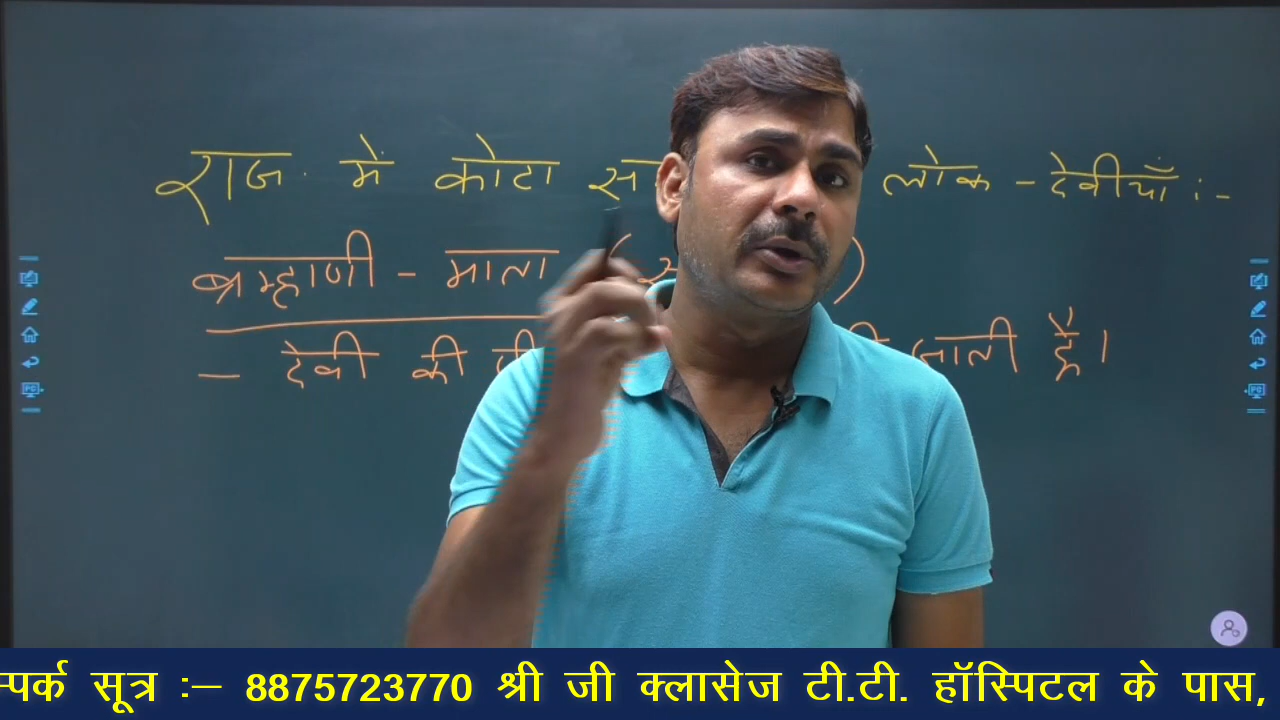 राज. में कोटा लोक - देवीयाँ :-
ब्रम्हाणी - माता (
- देवी की जाती है।
म्पर्क सूत्र :– 8875723770 श्री जी क्लासेज टी.टी. हॉस्पिटल के पास,